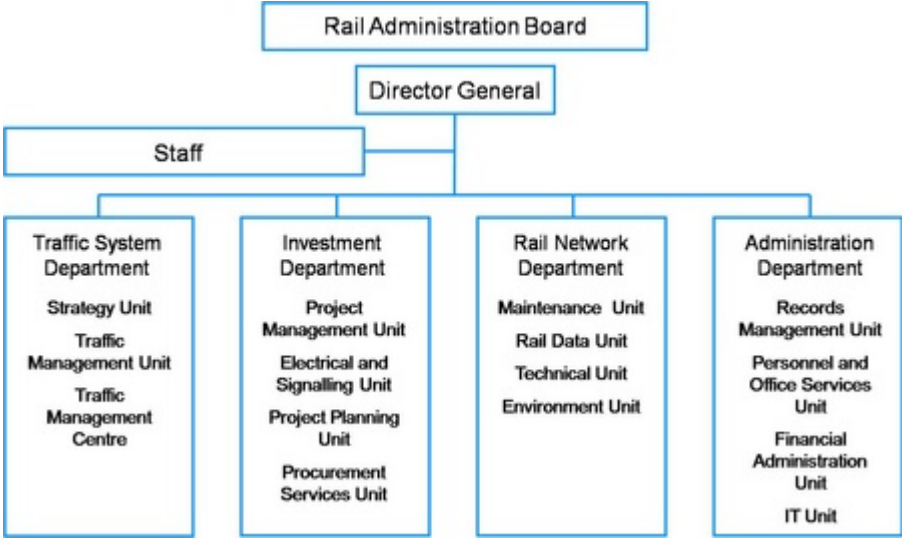 Rail Administration Board
Director General
Staff
Traffic System
Department
Strategy Unit
Traffic
Management Unit
Traffic
Management
Centre
Investment
Department
Project
Management Unit
Electrical and
Signalling Unit
Project Planning
Unit
Procurement
Services Unit
Rail Network
Department
Maintenance Unit
Rail Data Unit
Technical Unit
Environment Unit
Administration
Department
Records
Management Unit
Personnel and
Office Services
Unit
Financial
Administration
Unit
IT Unit